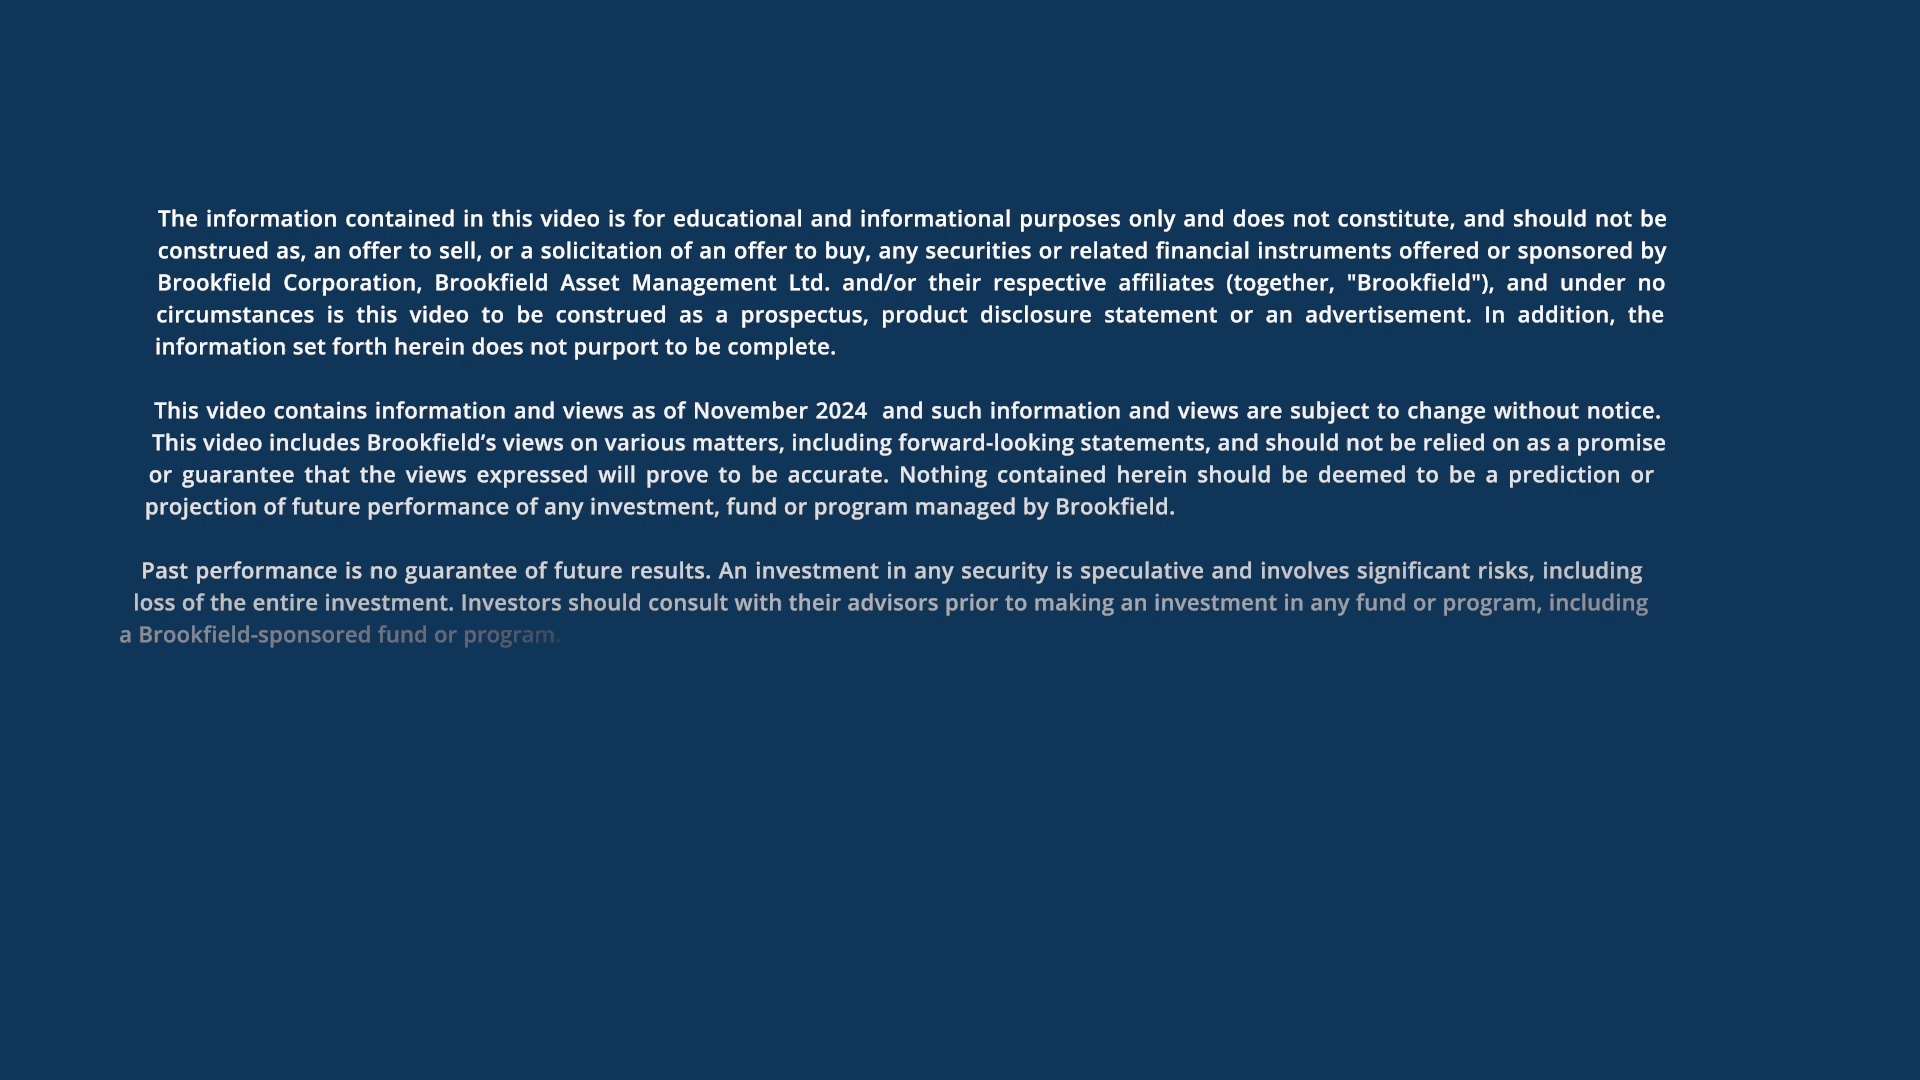 The information contained in this video is for educational and informational purposes only and does not constitute, and should not be
construed as, an offer to sell, or a solicitation of an offer to buy, any securities or related financial instruments offered or sponsored by
Brookfield Corporation, Brookfield Asset Management Ltd. and/or their respective affiliates (together, "Brookfield"), and under no
circumstances is this video to be construed as a prospectus, product disclosure statement or an advertisement. In addition, the
information set forth herein does not purport to be complete.
This video contains information and views as of November 2024  and such information and views are subject to change without notice.
This video includes Brookfield’s views on various matters, including forward-looking statements, and should not be relied on as a promise
or guarantee that the views expressed will prove to be accurate. Nothing contained herein should be deemed to be a prediction or
projection of future performance of any investment, fund or program managed by Brookfield.
Past performance is no guarantee of future results. An investment in any security is speculative and involves significant risks, including
loss of the entire investment. Investors should consult with their advisors prior to making an investment in any fund or program, including
a Brookfield-sponsored fund or program.